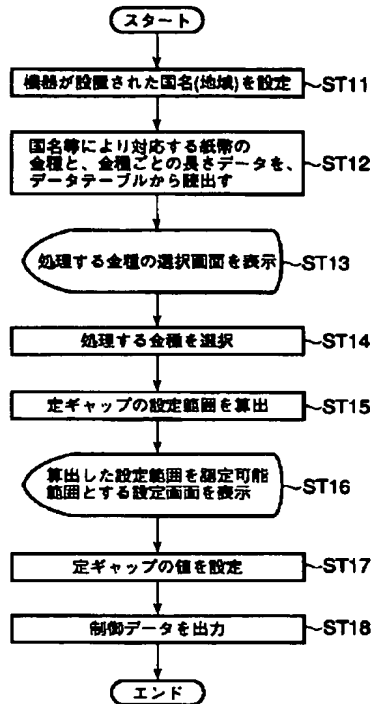 スタート
機器が設置された国名(地域)を設定
ST11
国名等により対応する紙幣の
金種と、金種ごとの長さデータを、
データテーブルから読出す
ST12
処理する金種の選択画面を表示
ST13
処理する金種を選択
ST14
定ギャップの設定範囲を算出
ST15
算出した設定範囲を設定可能
範囲とする設定画面を表示
ST16
定ギャップの値を設定
ST17
制御データを出力
ST18
エンド